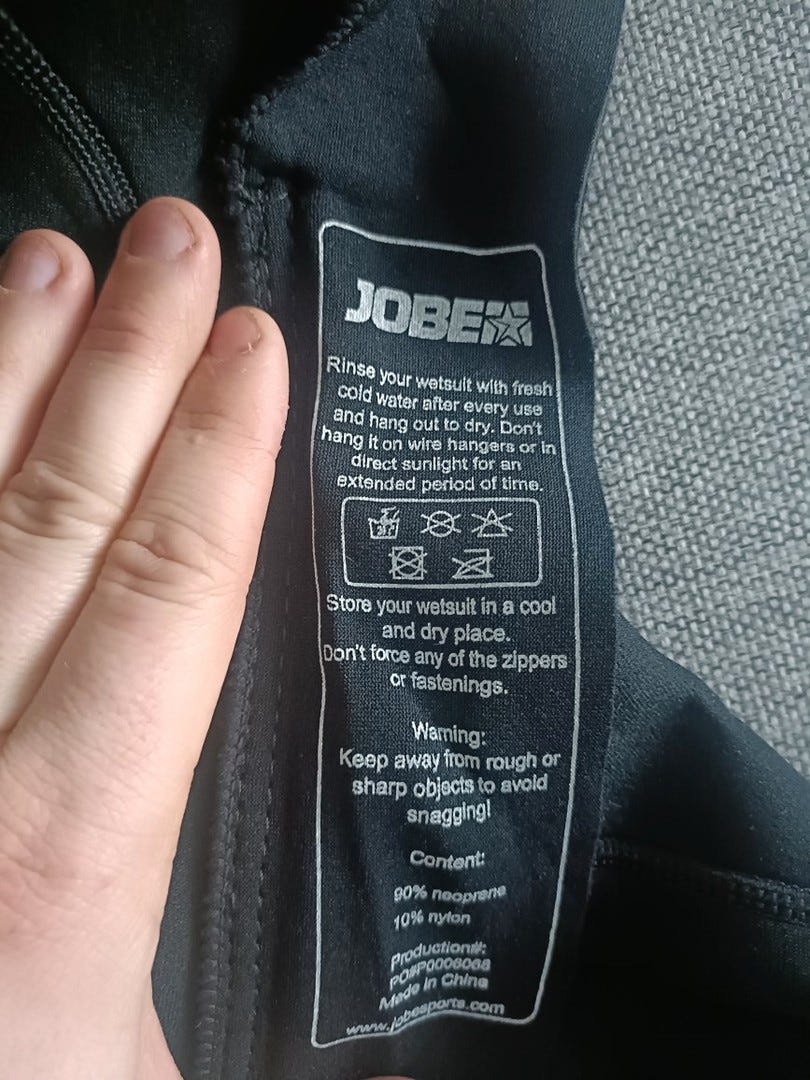 JOBE
Rinse your wetsuit with fresh
cold water after every use
and hang out to dry. Don't
hang it on wire hangers or in
direct sunlight for an
extended period of time.
Store your wetsuit in a cool
and dry place.
Don't force any of the zippers
or fastenings.
Warning:
Keep away from rough or
sharp objects to avoid
snagging!
Content:
90% neoprene
10% nylon
Production#:
PO#P0006068
Made in China
www.jobesports.com